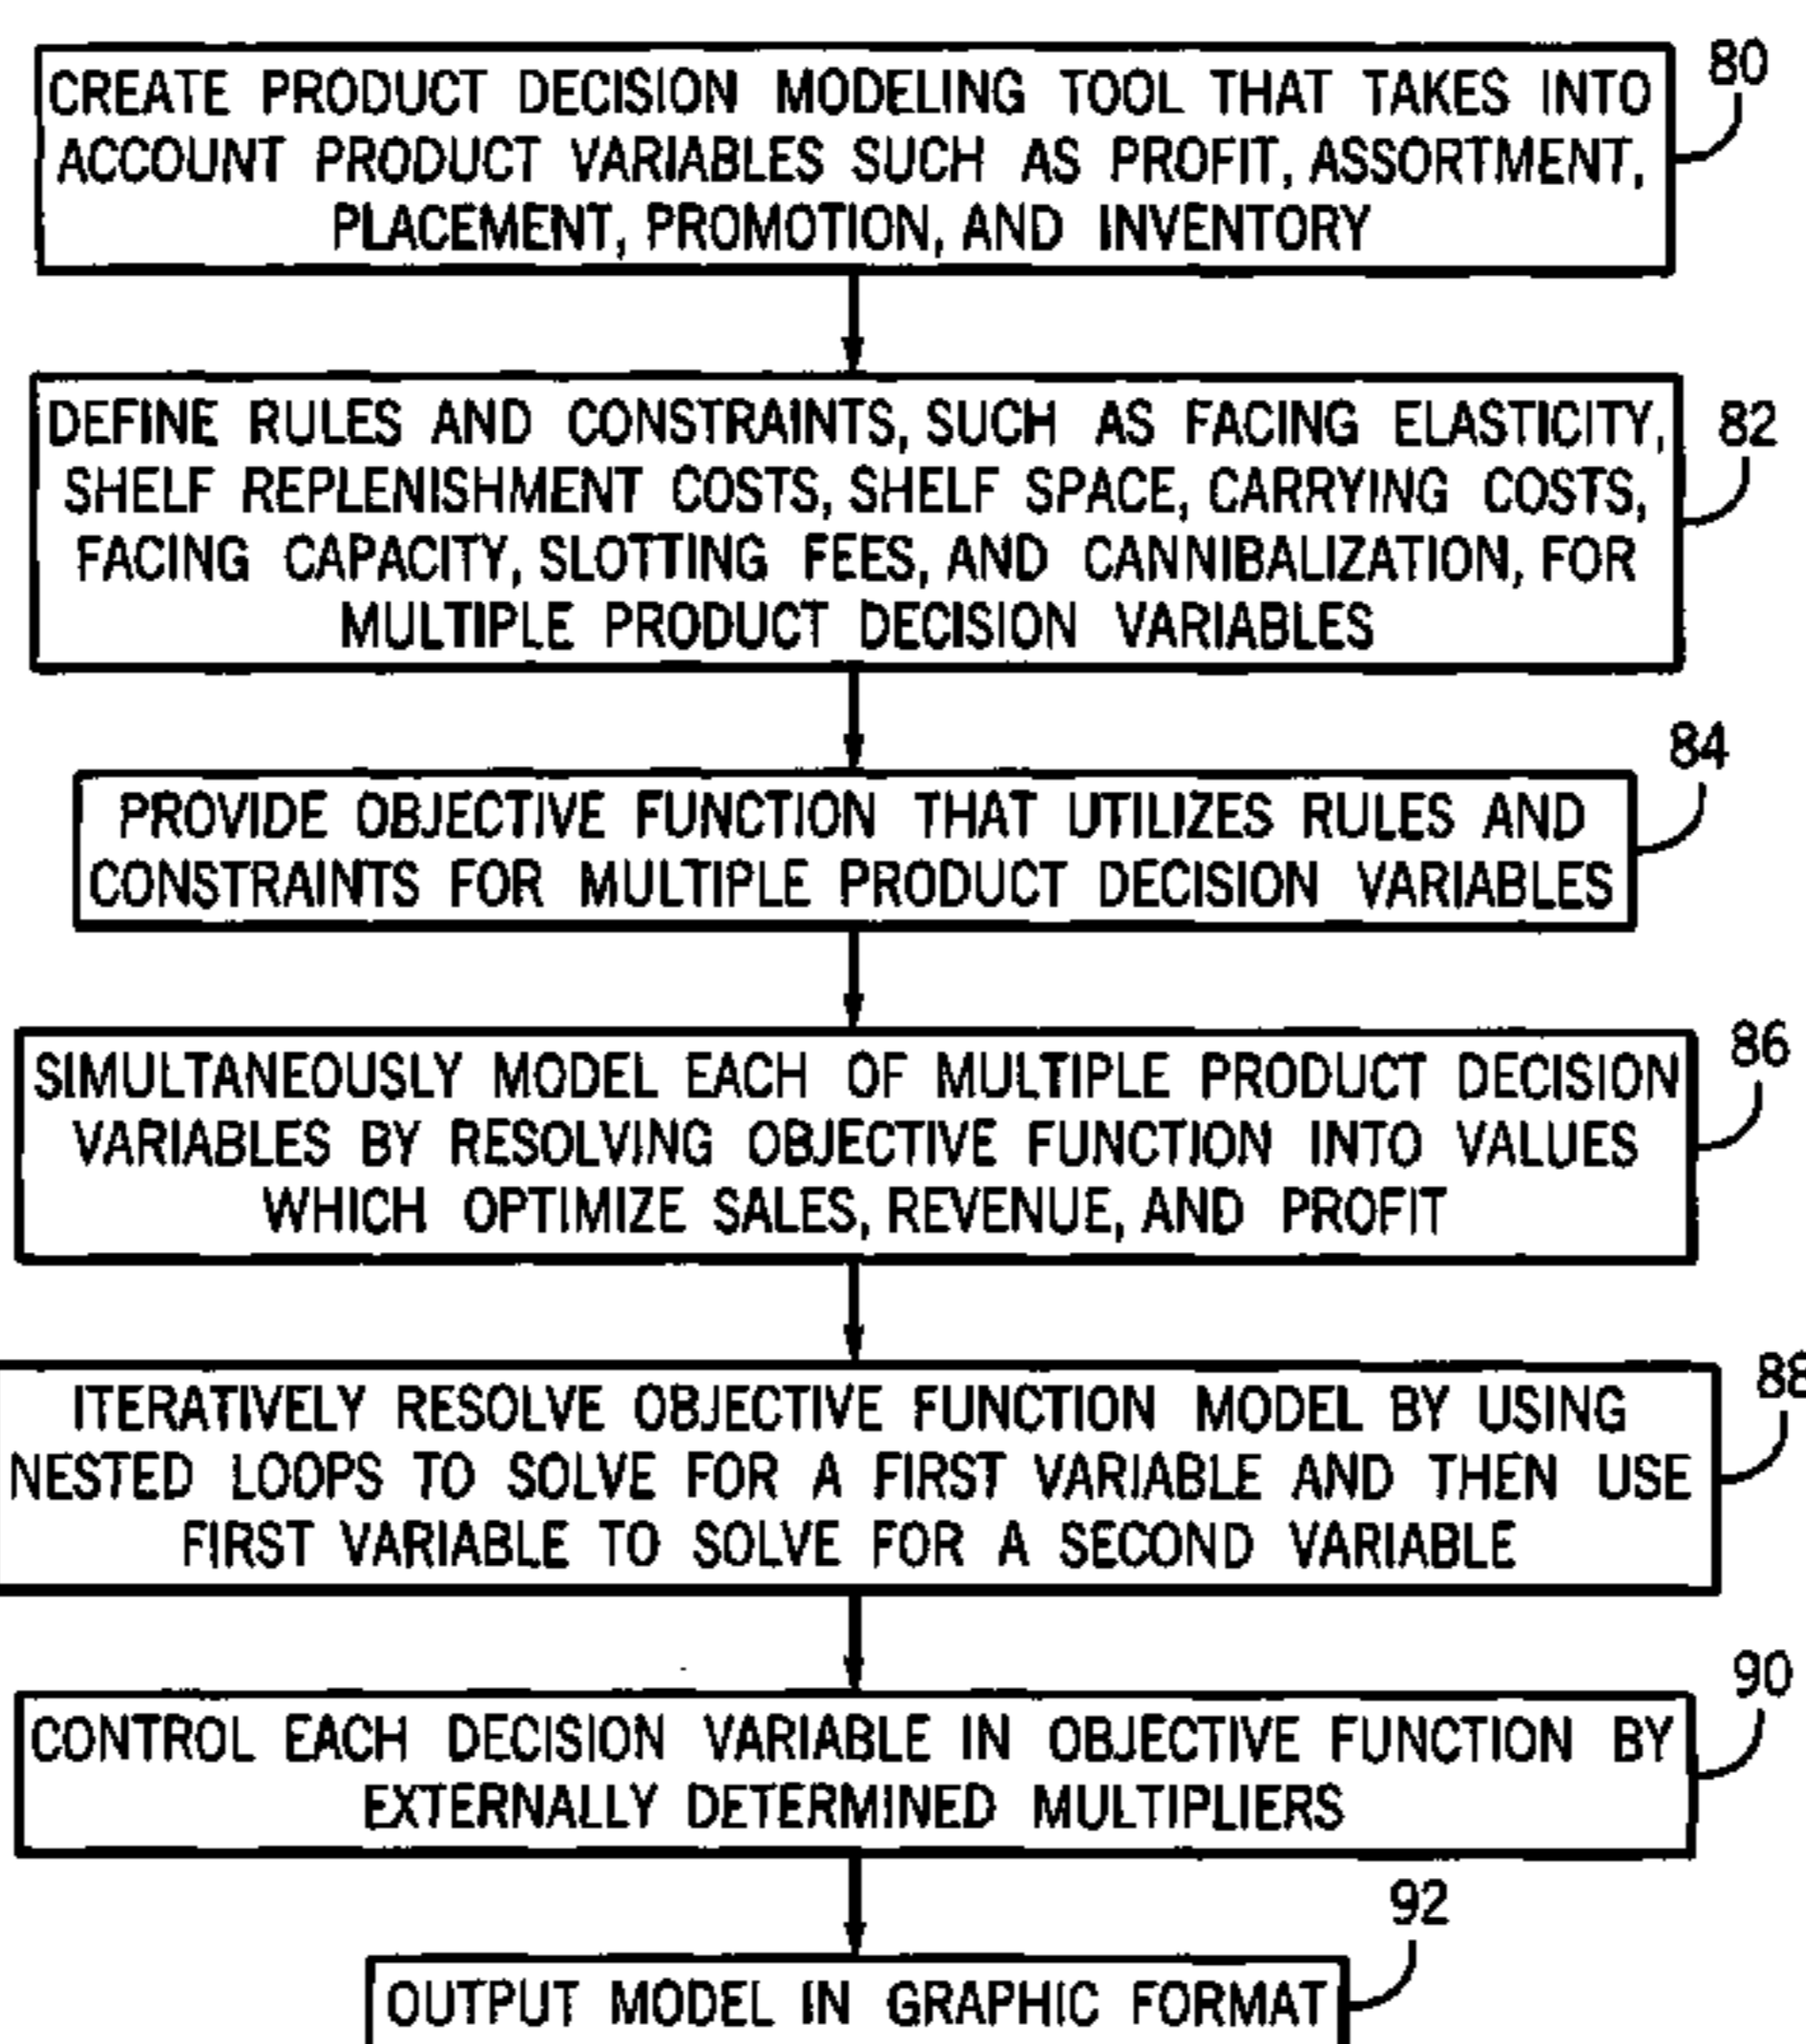 CREATE PRODUCT DECISION MODELING TOOL THAT TAKES INTO
ACCOUNT PRODUCT VARIABLES SUCH AS PROFIT, ASSORTMENT,
PLACEMENT, PROMOTION, AND INVENTORY
80
DEFINE RULES AND CONSTRAINTS, SUCH AS FACING ELASTICITY,
SHELF REPLENISHMENT COSTS, SHELF SPACE, CARRYING COSTS,
FACING CAPACITY, SLOTTING FEES, AND CANNIBALIZATION, FOR
MULTIPLE PRODUCT DECISION VARIABLES
82
PROVIDE OBJECTIVE FUNCTION THAT UTILIZES RULES AND
CONSTRAINTS FOR MULTIPLE PRODUCT DECISION VARIABLES
84
SIMULTANEOUSLY MODEL EACH OF MULTIPLE PRODUCT DECISION
VARIABLES BY RESOLVING OBJECTIVE FUNCTION INTO VALUES
WHICH OPTIMIZE SALES, REVENUE, AND PROFIT
86
ITERATIVELY RESOLVE OBJECTIVE FUNCTION MODEL BY USING
NESTED LOOPS TO SOLVE FOR A FIRST VARIABLE AND THEN USE
FIRST VARIABLE TO SOLVE FOR A SECOND VARIABLE
88
CONTROL EACH DECISION VARIABLE IN OBJECTIVE FUNCTION BY
EXTERNALLY DETERMINED MULTIPLIERS
90
OUTPUT MODEL IN GRAPHIC FORMAT
92